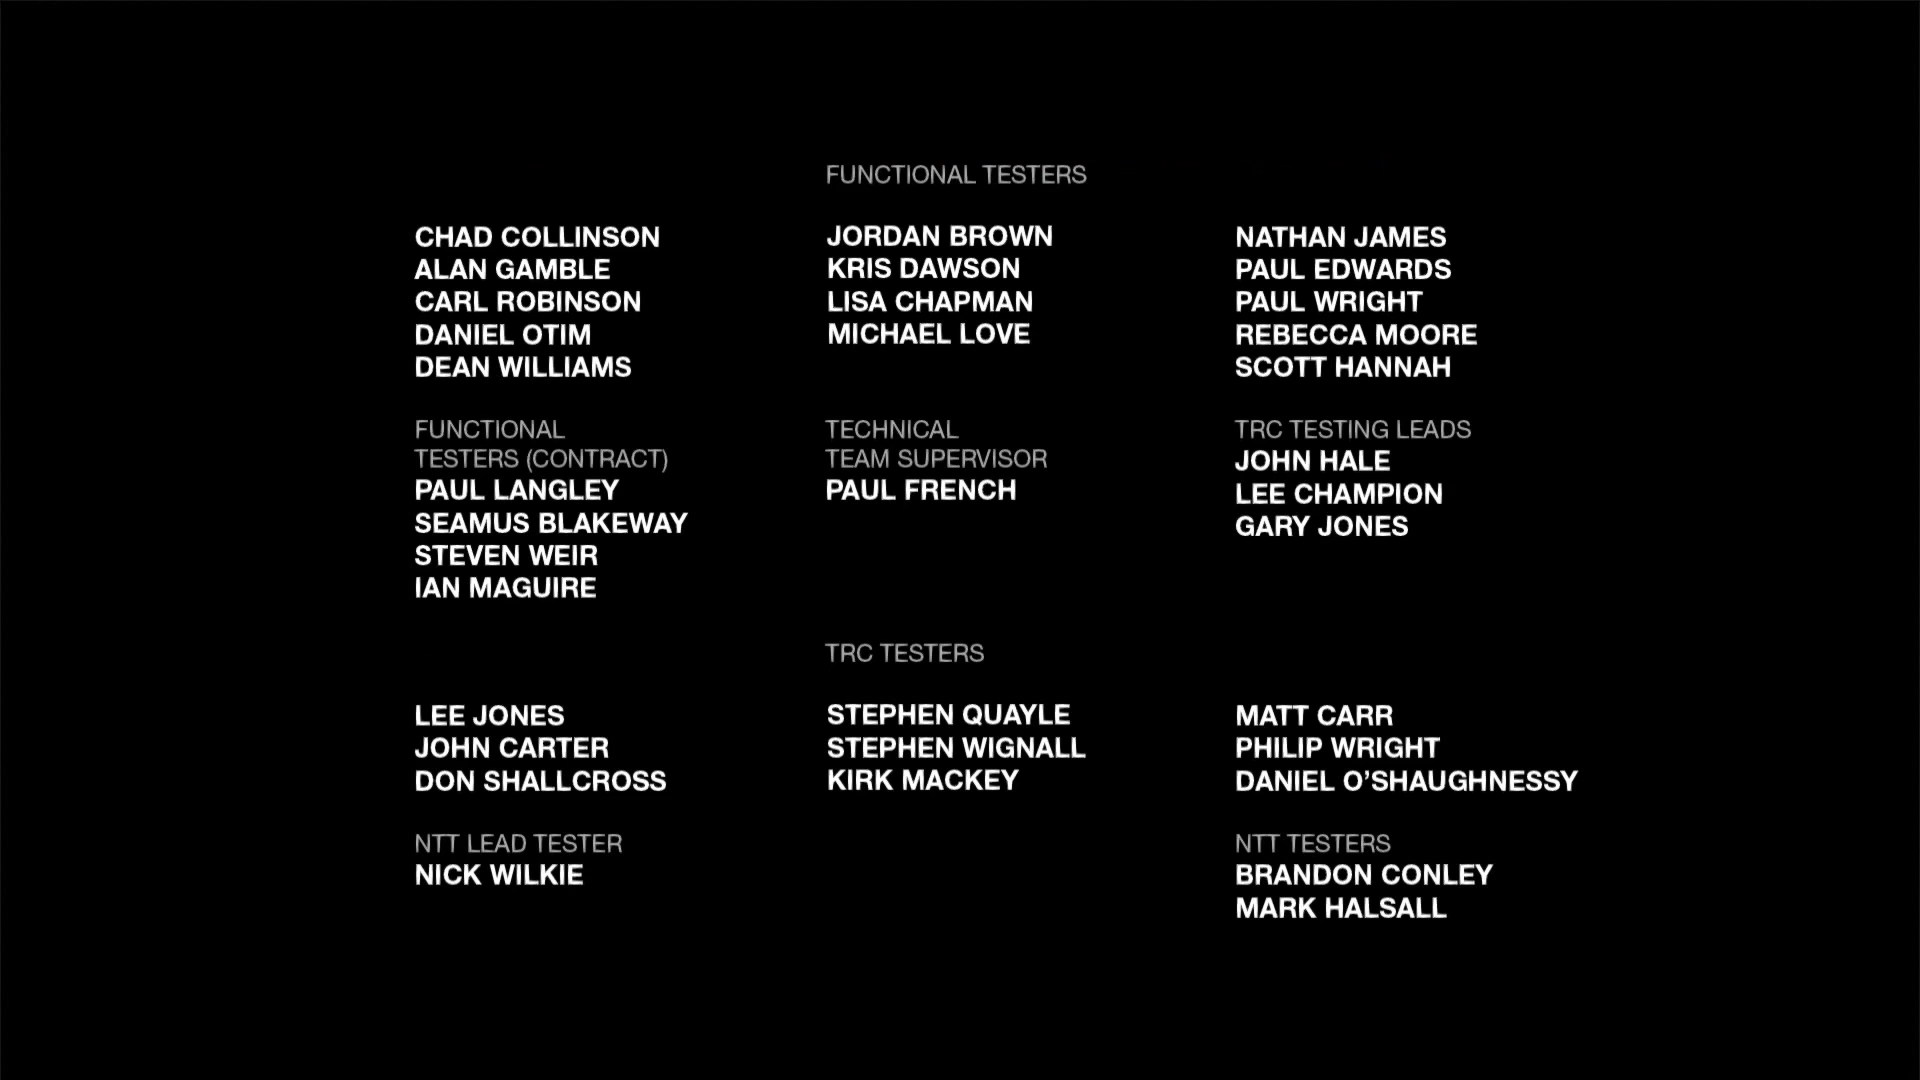 FUNCTIONAL TESTERS
CHAD COLLINSON
ALAN GAMBLE
CARL ROBINSON
DANIEL OTIM
DEAN WILLIAMS
JORDAN BROWN
KRIS DAWSON
LISA CHAPMAN
MICHAEL LOVE
NATHAN JAMES
PAUL EDWARDS
PAUL WRIGHT
REBECCA MOORE
SCOTT HANNAH
FUNCTIONAL
TESTERS (CONTRACT)
PAUL LANGLEY
SEAMUS BLAKEWAY
STEVEN WEIR
IAN MAGUIRE
TECHNICAL
TEAM SUPERVISOR
PAUL FRENCH
TRC TESTING LEADS
JOHN HALE
LEE CHAMPION
GARY JONES
TRC TESTERS
LEE JONES
JOHN CARTER
DON SHALLCROSS
STEPHEN QUAYLE
STEPHEN WIGNALL
KIRK MACKEY
MATT CARR
PHILIP WRIGHT
DANIEL O’SHAUGHNESSY
NTT LEAD TESTER
NICK WILKIE
NTT TESTERS
BRANDON CONLEY
MARK HALSALL